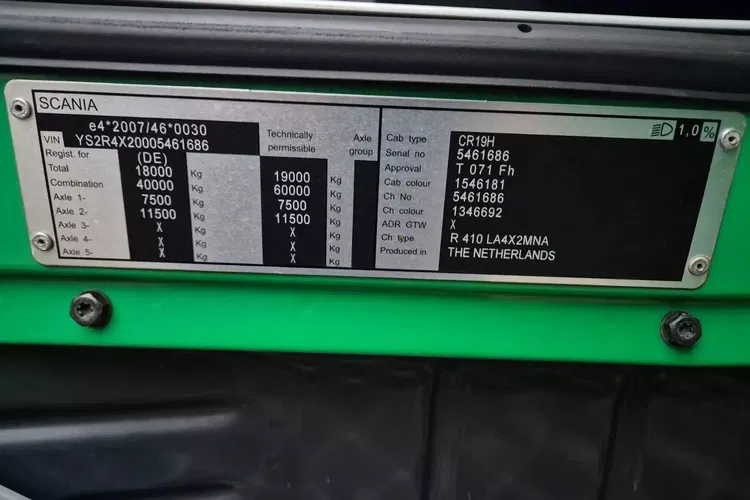 SCANIA
e4*2007/46*0030
VIN YS2R4X20005461686
Regist. for (DE) Technically permissible Axle group
Total 18000 Kg 19000 Kg
Combination 40000 Kg 60000 Kg
Axle 1- 7500 Kg 7500 Kg
Axle 2- 11500 Kg 11500 Kg
Axle 3- X Kg X Kg
Axle 4- X Kg X Kg
Axle 5- X Kg X Kg
1,0%
Cab type CR19H
Serial no 5461686
Approval T 071 Fh
Cab. colour 1546181
Ch No 5461686
Ch colour 1346692
ADR GTW X
Ch type R 410 LA4X2MNA
Produced in THE NETHERLANDS